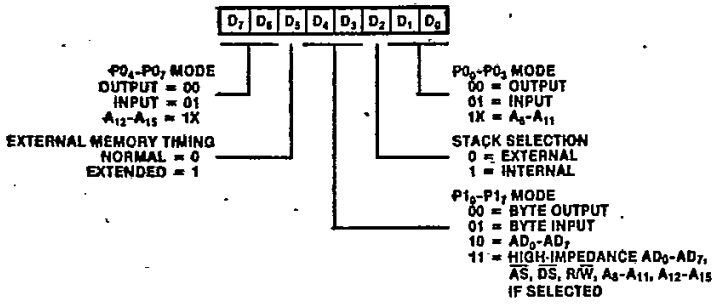 D7 D6 D5 D4 D3 D2 D1 D0
P04–P07 MODE
OUTPUT = 00
INPUT = 01
A12–A15 = 1X
EXTERNAL MEMORY TIMING
NORMAL = 0
EXTENDED = 1
P00–P03 MODE
00 = OUTPUT
01 = INPUT
1X = A8–A11
STACK SELECTION
0 = EXTERNAL
1 = INTERNAL
P10–P17 MODE
00 = BYTE OUTPUT
01 = BYTE INPUT
10 = AD0–AD7
11 = HIGH-IMPEDANCE AD0–AD7,
A̅S̅, D̅S̅, R/W̅, A8–A11, A12–A15
IF SELECTED